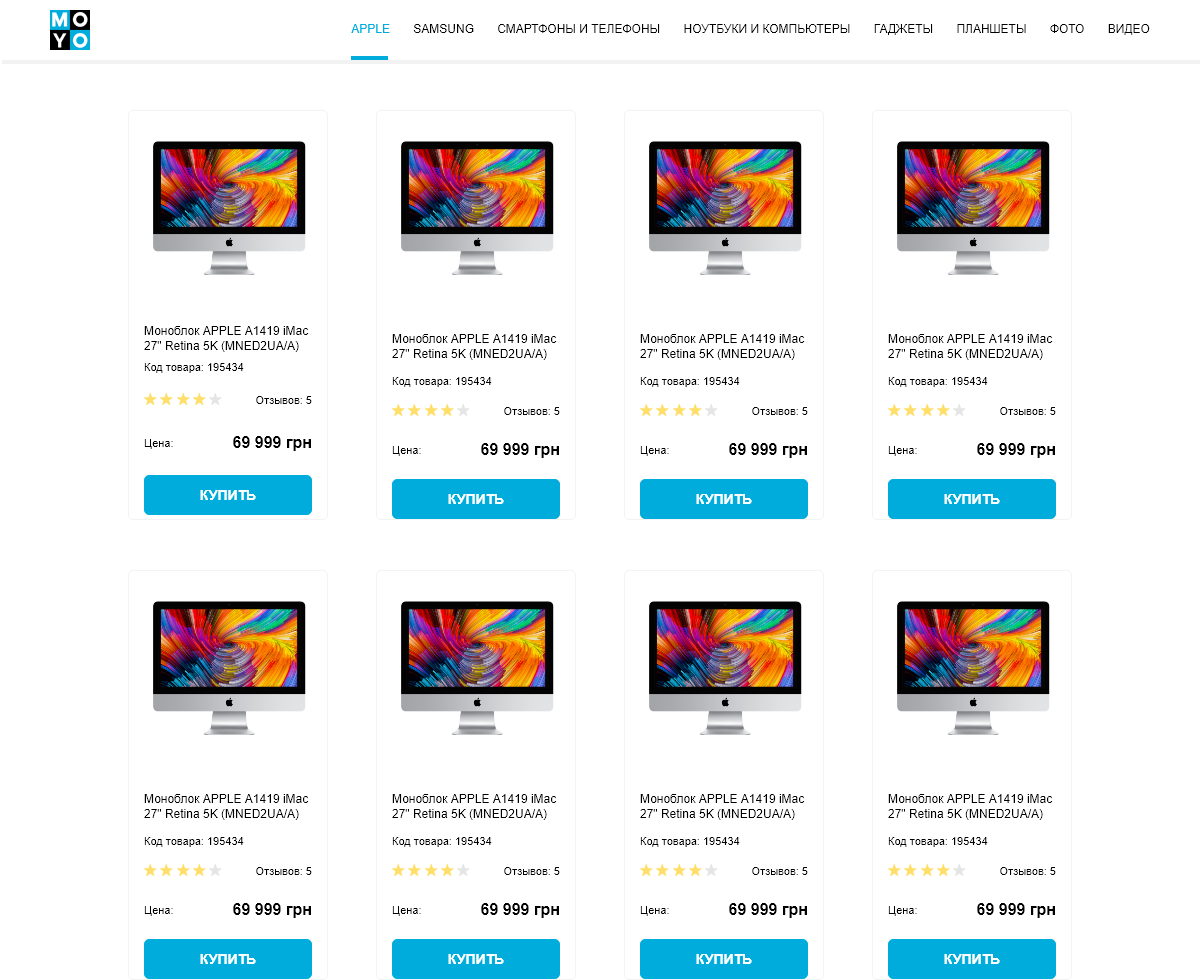 MO
YO
APPLE SAMSUNG СМАРТФОНЫ И ТЕЛЕФОНЫ НОУТБУКИ И КОМПЬЮТЕРЫ ГАДЖЕТЫ ПЛАНШЕТЫ ФОТО ВИДЕО
Моноблок APPLE A1419 iMac
27" Retina 5K (MNED2UA/A)
Код товара: 195434
Отзывов: 5
Цена: 69 999 грн
КУПИТЬ
Моноблок APPLE A1419 iMac
27" Retina 5K (MNED2UA/A)
Код товара: 195434
Отзывов: 5
Цена: 69 999 грн
КУПИТЬ
Моноблок APPLE A1419 iMac
27" Retina 5K (MNED2UA/A)
Код товара: 195434
Отзывов: 5
Цена: 69 999 грн
КУПИТЬ
Моноблок APPLE A1419 iMac
27" Retina 5K (MNED2UA/A)
Код товара: 195434
Отзывов: 5
Цена: 69 999 грн
КУПИТЬ
Моноблок APPLE A1419 iMac
27" Retina 5K (MNED2UA/A)
Код товара: 195434
Отзывов: 5
Цена: 69 999 грн
КУПИТЬ
Моноблок APPLE A1419 iMac
27" Retina 5K (MNED2UA/A)
Код товара: 195434
Отзывов: 5
Цена: 69 999 грн
КУПИТЬ
Моноблок APPLE A1419 iMac
27" Retina 5K (MNED2UA/A)
Код товара: 195434
Отзывов: 5
Цена: 69 999 грн
КУПИТЬ
Моноблок APPLE A1419 iMac
27" Retina 5K (MNED2UA/A)
Код товара: 195434
Отзывов: 5
Цена: 69 999 грн
КУПИТЬ